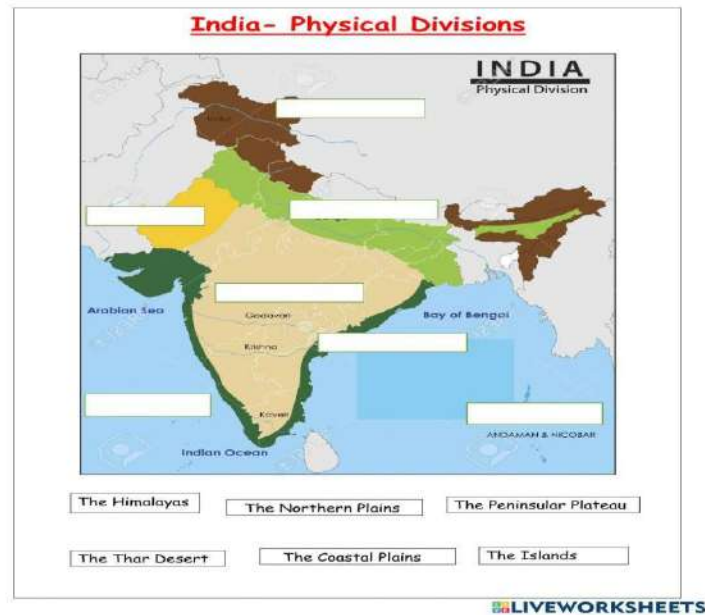 India- Physical Divisions
INDIA
Physical Division
Arabian Sea
Godavari
Bay of Bengal
Krishna
Kaveri
ANDAMAN & NICOBAR
Indian Ocean
The Himalayas
The Northern Plains
The Peninsular Plateau
The Thar Desert
The Coastal Plains
The Islands
LIVEWORKSHEETS